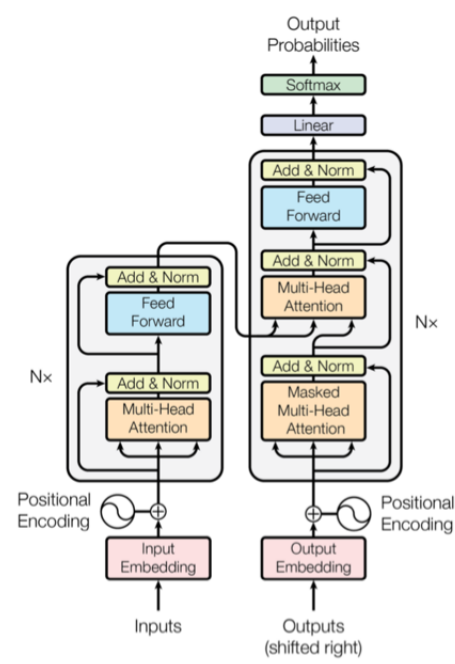 Output
Probabilities
Softmax
Linear
Add & Norm
Feed
Forward
Add & Norm
Multi-Head
Attention
Add & Norm
Masked
Multi-Head
Attention
Nx
Add & Norm
Feed
Forward
Add & Norm
Multi-Head
Attention
Nx
Positional
Encoding
Positional
Encoding
Input
Embedding
Output
Embedding
Inputs
Outputs
(shifted right)